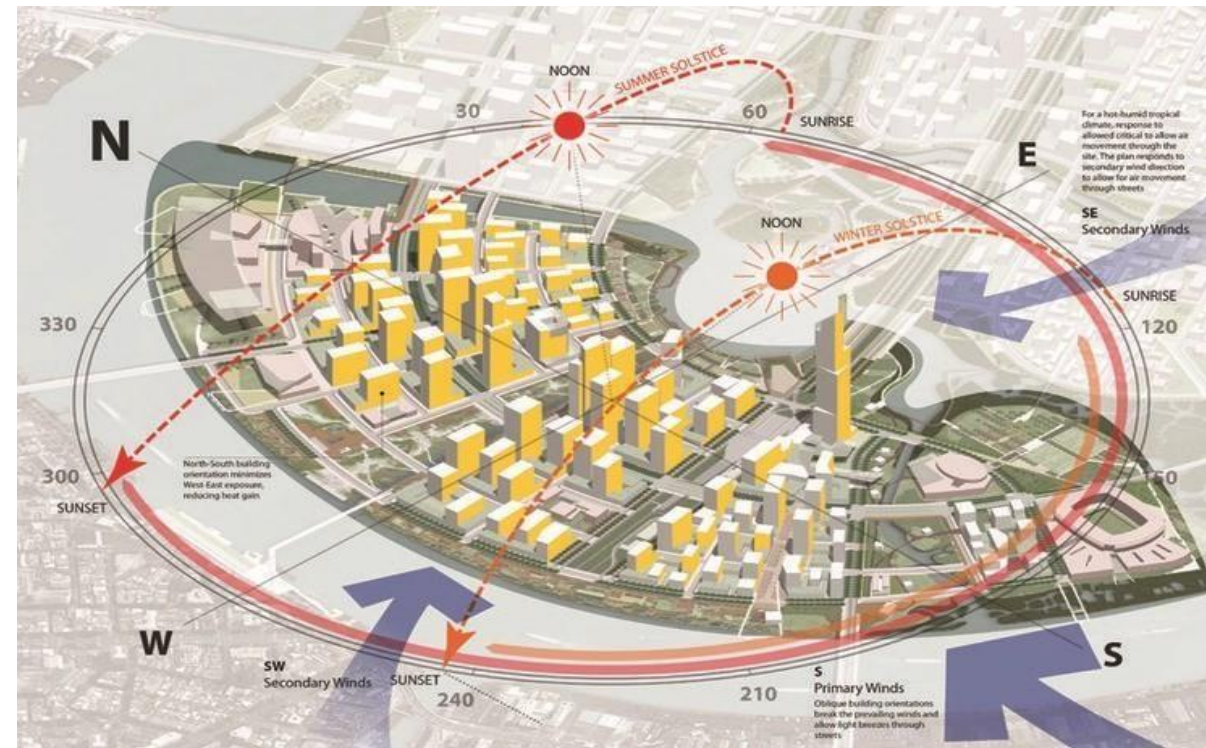 NOON
SUMMER SOLSTICE
30
60
SUNRISE
N
For a hot-humid tropical
climate, response to
allowed critical to allow air
movement through the
site. The plan responds to
secondary wind direction
to allow for air movement
through streets
E
SE
Secondary Winds
NOON
WINTER SOLSTICE
SUNRISE
120
330
North-South building
orientation minimizes
West-East exposure,
reducing heat gain
300
SUNSET
50
W
SW
Secondary Winds
SUNSET
240
210
S
Primary Winds
Oblique building orientations
break the prevailing winds and
allow light breezes through
streets
S